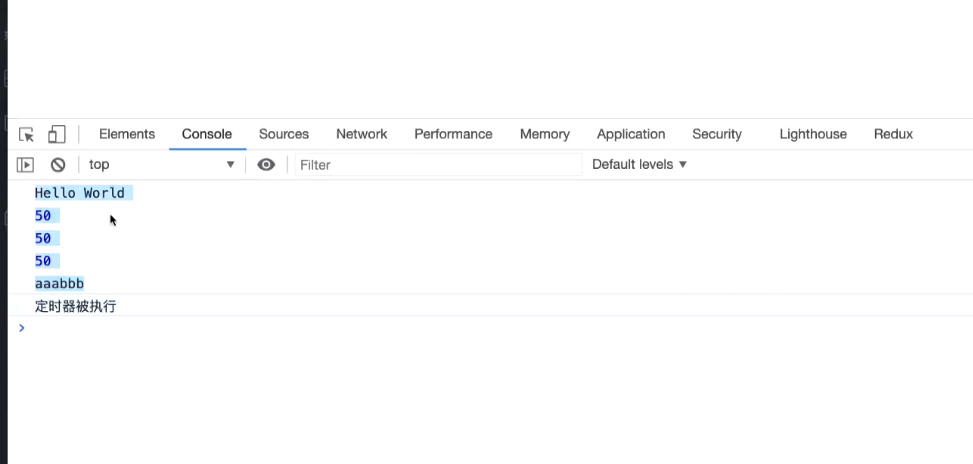 Elements Console Sources Network Performance Memory Application Security Lighthouse Redux
top Filter Default levels
Hello World
50
50
50
aaabbb
定时器被执行